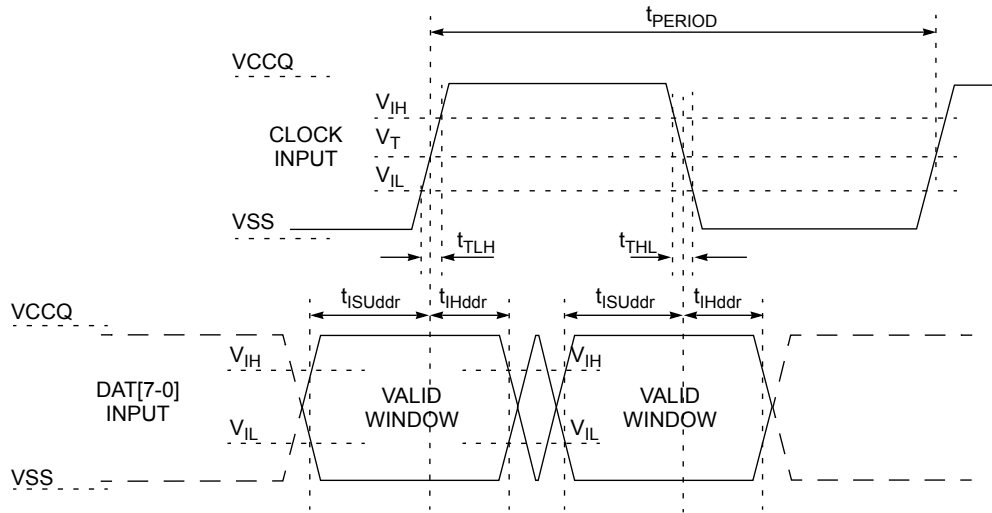 tPERIOD
VCCQ
VIH
CLOCK
INPUT
VT
VIL
VSS
tTLH
tTHL
tISUddr
tIHddr
tISUddr
tIHddr
VCCQ
VIH
VIH
DAT[7-0]
INPUT
VALID
WINDOW
VALID
WINDOW
VIL
VIL
VSS